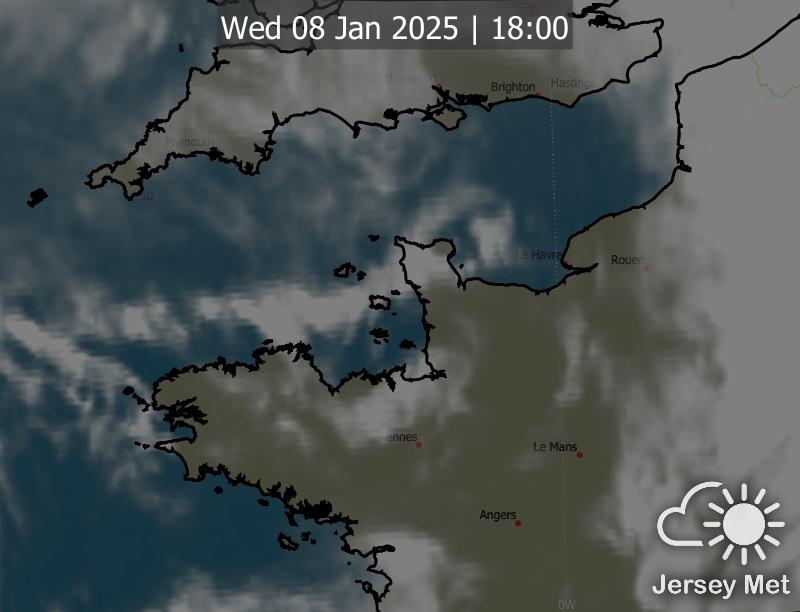 Wed 08 Jan 2025 | 18:00
Southampton
Brighton
Hastings
Plymouth
50
Le Havre
Rouen
Rennes
Le Mans
Angers
0W
Jersey Met